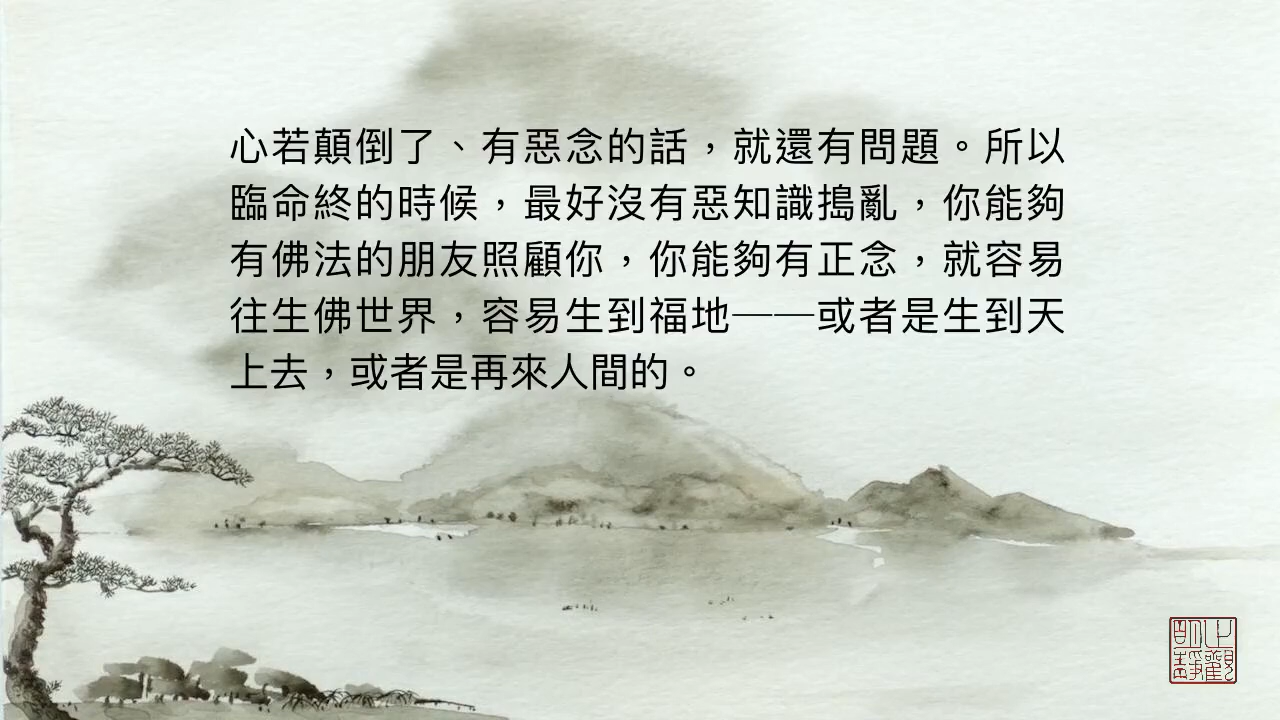 心若顛倒了、有惡念的話，就還有問題。所以
臨命終的時候，最好沒有惡知識搗亂，你能夠
有佛法的朋友照顧你，你能夠有正念，就容易
往生佛世界，容易生到福地——或者是生到天
上去，或者是再來人間的。